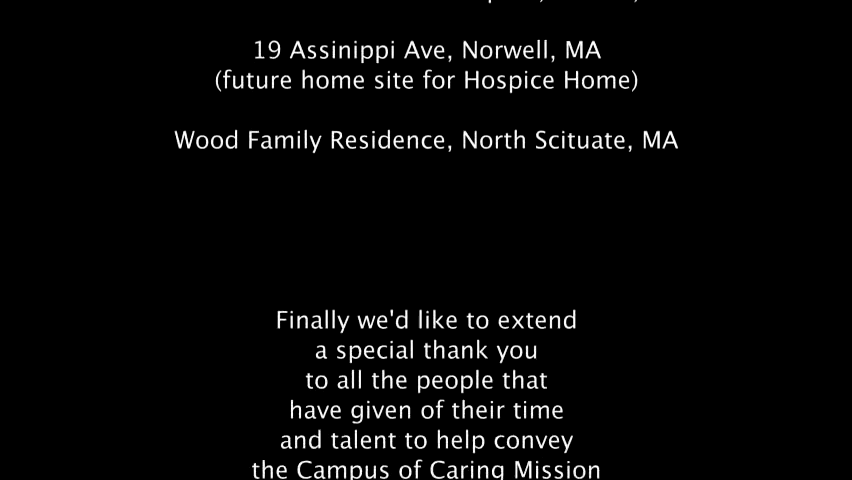 19 Assinippi Ave, Norwell, MA
(future home site for Hospice Home)
Wood Family Residence, North Scituate, MA
Finally we'd like to extend
a special thank you
to all the people that
have given of their time
and talent to help convey
the Campus of Caring Mission